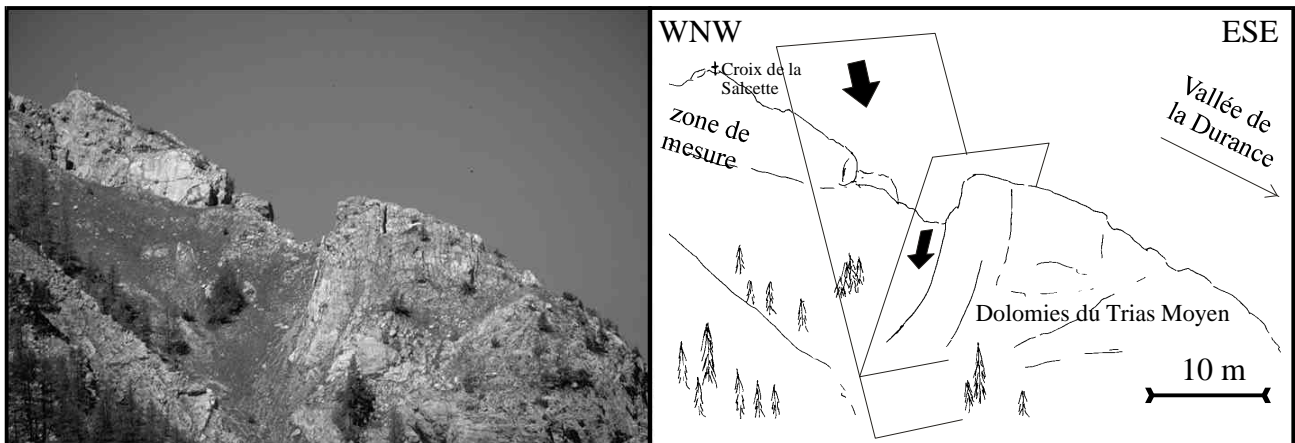 WNW
ESE
Croix de la
Salcette
zone de
mesure
Vallée de
la Durance
Dolomies du Trias Moyen
10 m